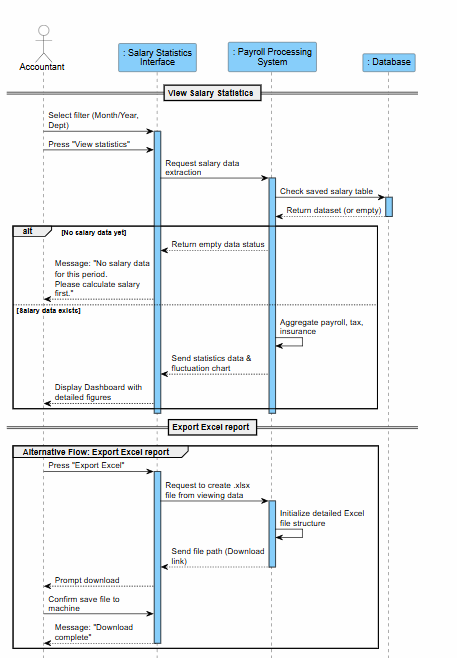 Accountant
: Salary Statistics
Interface
: Payroll Processing
System
: Database
View Salary Statistics
Select filter (Month/Year,
Dept)
Press "View statistics"
Request salary data
extraction
Check saved salary table
Return dataset (or empty)
alt
[No salary data yet]
Return empty data status
Message: "No salary data
for this period.
Please calculate salary
first."
[Salary data exists]
Aggregate payroll, tax,
insurance
Send statistics data &
fluctuation chart
Display Dashboard with
detailed figures
Export Excel report
Alternative Flow: Export Excel report
Press "Export Excel"
Request to create .xlsx
file from viewing data
Initialize detailed Excel
file structure
Send file path (Download
link)
Prompt download
Confirm save file to
machine
Message: "Download
complete"